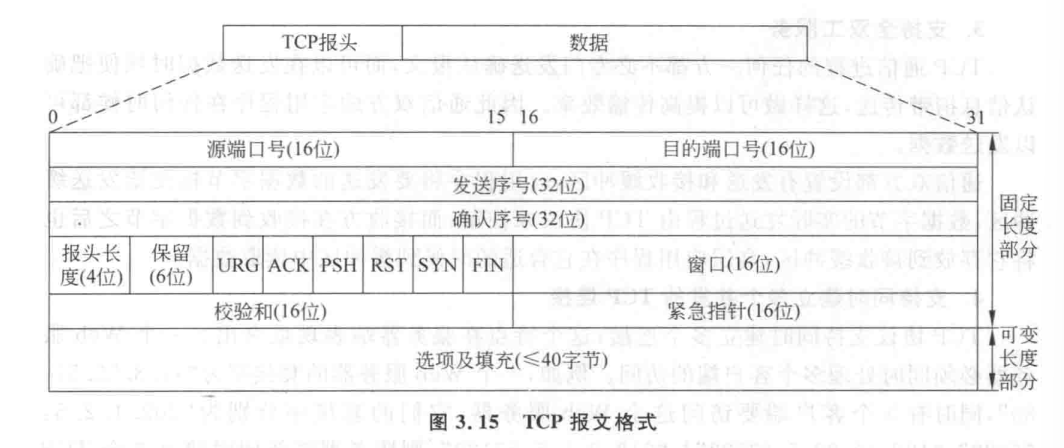 TCP报头 数据
0 15 16 31
源端口号(16位) 目的端口号(16位)
发送序号(32位)
确认序号(32位)
报头长度(4位) 保留(6位) URG ACK PSH RST SYN FIN 窗口(16位)
校验和(16位) 紧急指针(16位)
选项及填充(≤40字节)
固定长度部分
可变长度部分
图 3.15 TCP 报文格式